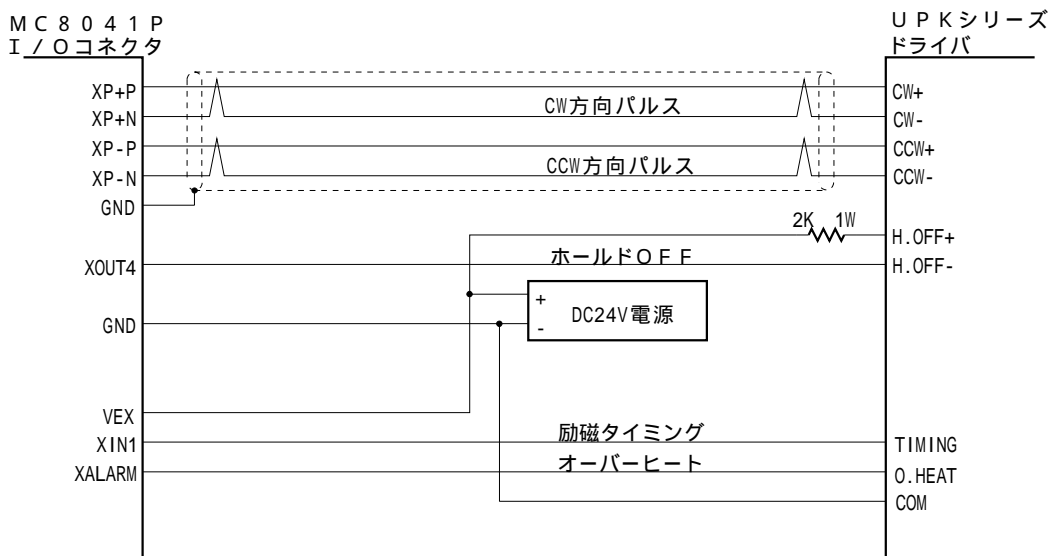 MC8041P
I/Oコネクタ
UPKシリーズ
ドライバ
XP+P
CW+
CW方向パルス
XP+N
CW-
XP-P
CCW+
CCW方向パルス
XP-N
CCW-
GND
2K 1W
H.OFF+
ホールドOFF
XOUT4
H.OFF-
+
DC24V電源
-
GND
VEX
励磁タイミング
XIN1
TIMING
オーバーヒート
XALARM
O.HEAT
COM